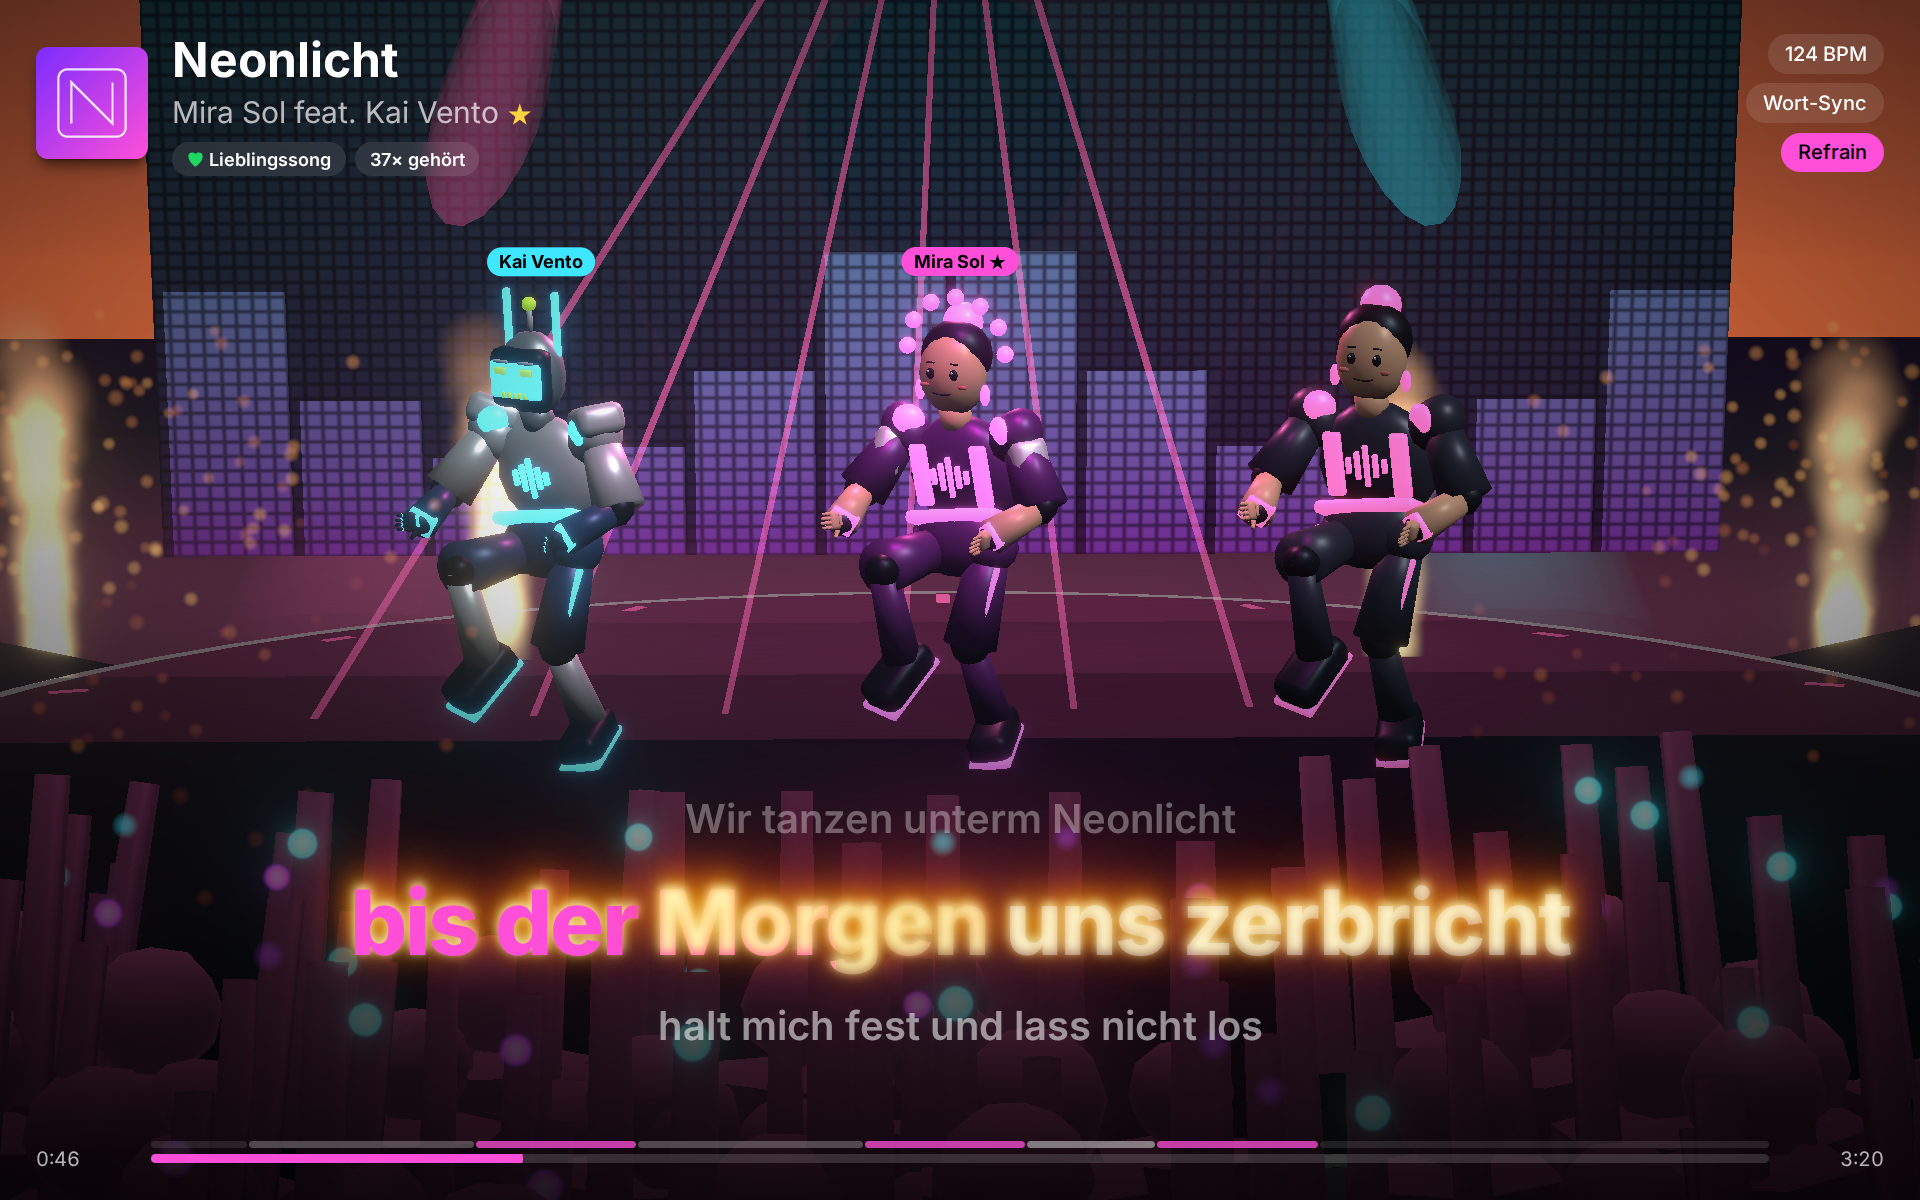 N
Neonlicht
Mira Sol feat. Kai Vento ★
Lieblingssong
37× gehört
124 BPM
Wort-Sync
Refrain
Kai Vento
Mira Sol ★
Wir tanzen unterm Neonlicht
bis der Morgen uns zerbricht
halt mich fest und lass nicht los
0:46
3:20